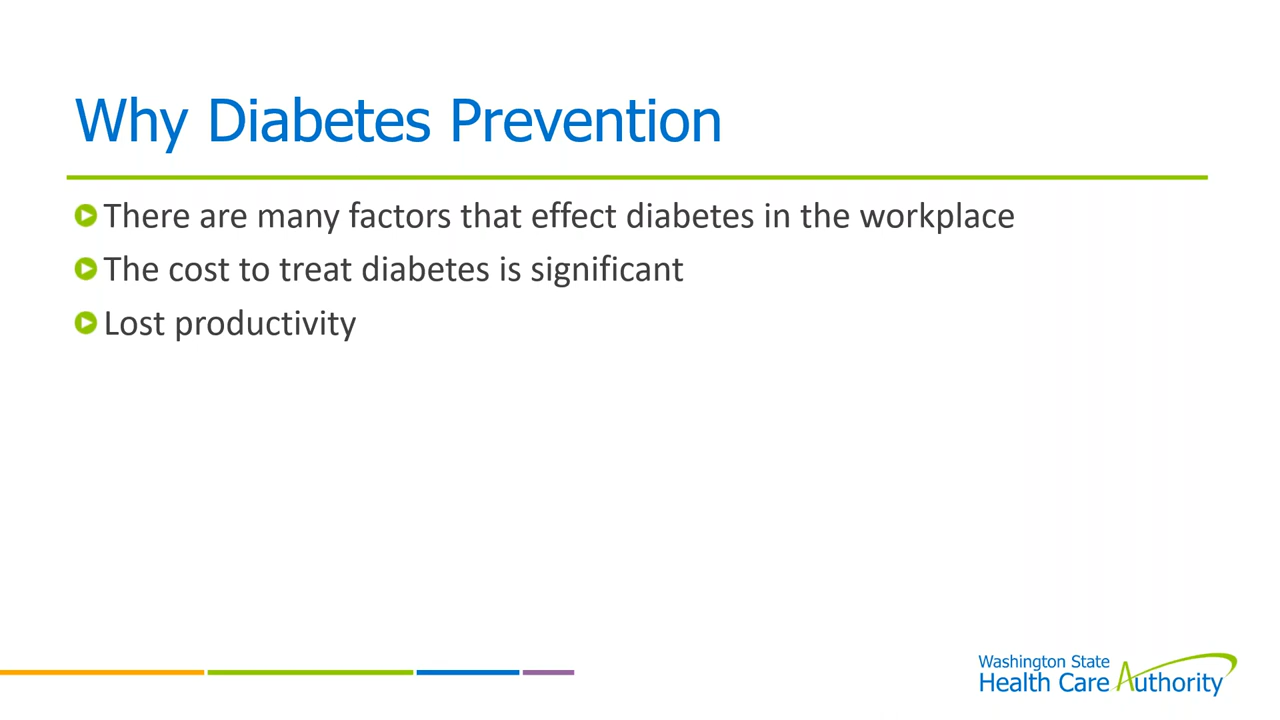 Why Diabetes Prevention
There are many factors that effect diabetes in the workplace
The cost to treat diabetes is significant
Lost productivity
Washington State
Health Care Authority